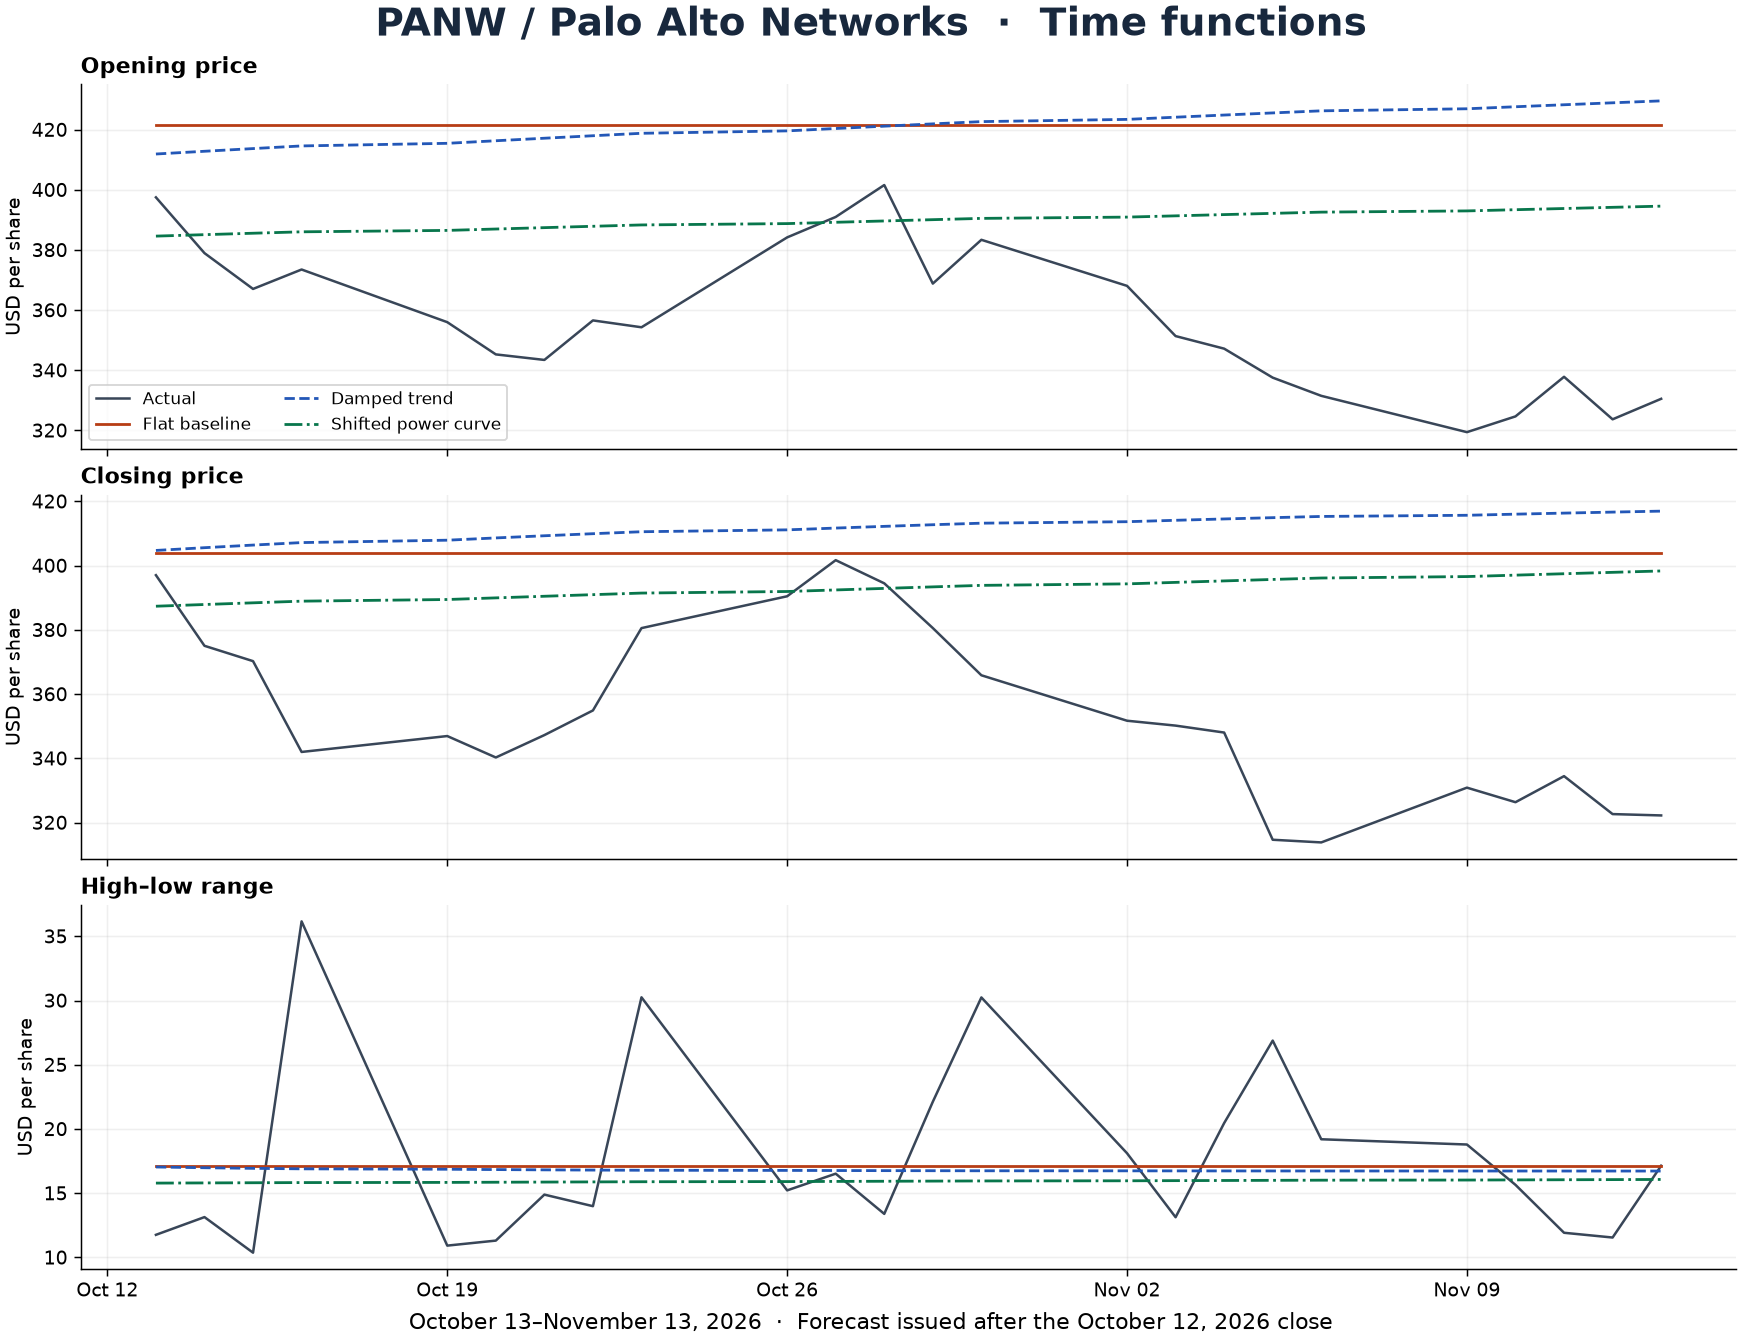 PANW / Palo Alto Networks · Time functions
Opening price
USD per share
420
400
380
360
340
320
Actual
Flat baseline
Damped trend
Shifted power curve
Closing price
USD per share
420
400
380
360
340
320
High–low range
USD per share
35
30
25
20
15
10
Oct 12
Oct 19
Oct 26
Nov 02
Nov 09
October 13–November 13, 2026 · Forecast issued after the October 12, 2026 close